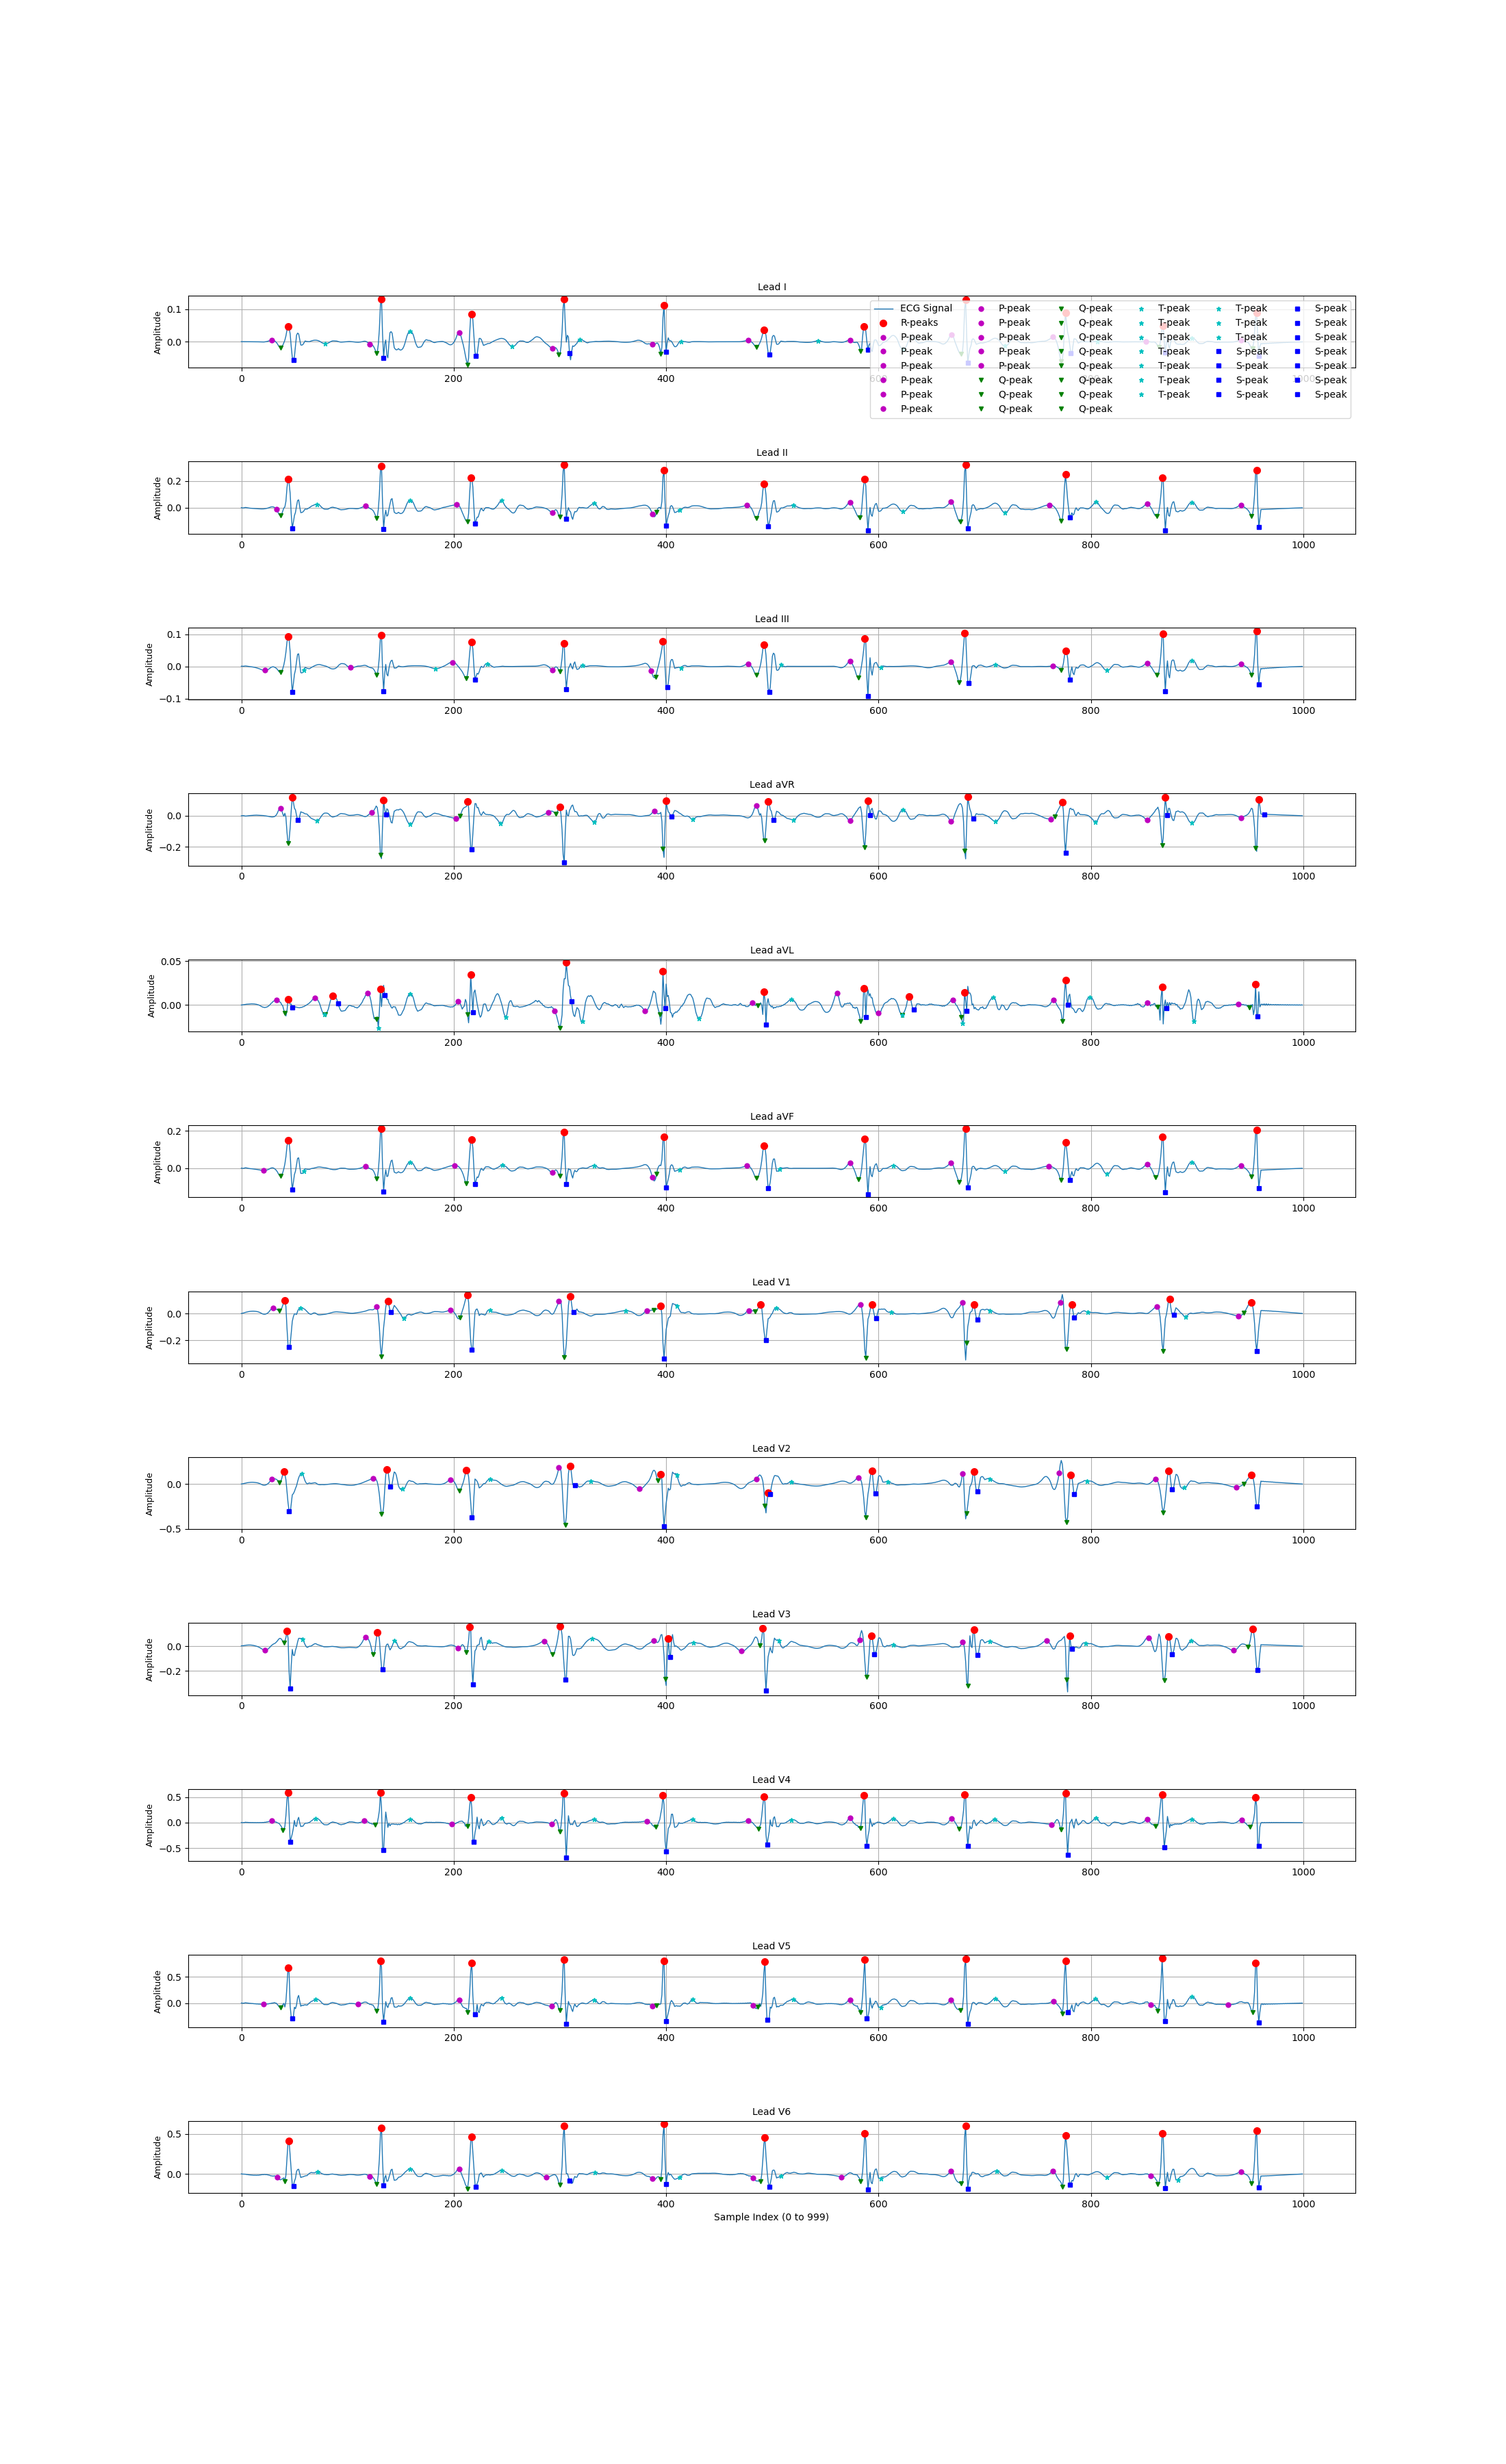 Lead I
Amplitude
0.1
0.0
0 200 400 600 800 1000
ECG Signal P-peak Q-peak T-peak T-peak S-peak
R-peaks P-peak Q-peak T-peak T-peak S-peak
P-peak P-peak Q-peak T-peak T-peak S-peak
P-peak P-peak Q-peak T-peak S-peak S-peak
P-peak P-peak Q-peak T-peak S-peak S-peak
P-peak Q-peak Q-peak T-peak S-peak S-peak
P-peak Q-peak Q-peak T-peak S-peak S-peak
P-peak Q-peak Q-peak
Lead II
Amplitude
0.2
0.0
0 200 400 600 800 1000
Lead III
Amplitude
0.1
0.0
−0.1
0 200 400 600 800 1000
Lead aVR
Amplitude
0.0
−0.2
0 200 400 600 800 1000
Lead aVL
Amplitude
0.05
0.00
0 200 400 600 800 1000
Lead aVF
Amplitude
0.2
0.0
0 200 400 600 800 1000
Lead V1
Amplitude
0.0
−0.2
0 200 400 600 800 1000
Lead V2
Amplitude
0.0
−0.5
0 200 400 600 800 1000
Lead V3
Amplitude
0.0
−0.2
0 200 400 600 800 1000
Lead V4
Amplitude
0.5
0.0
−0.5
0 200 400 600 800 1000
Lead V5
Amplitude
0.5
0.0
0 200 400 600 800 1000
Lead V6
Amplitude
0.5
0.0
0 200 400 600 800 1000
Sample Index (0 to 999)